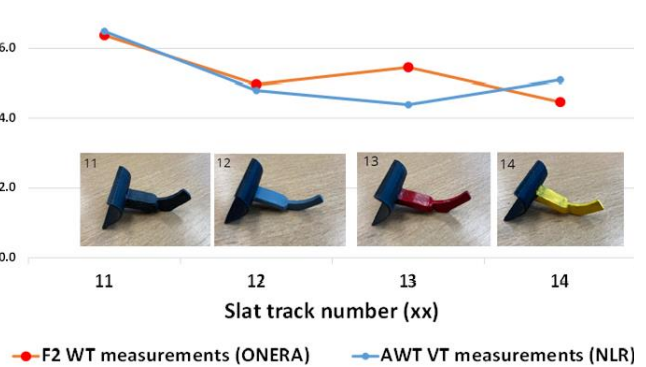 6.0
4.0
2.0
0.0
11 12 13 14
11 12 13 14
Slat track number (xx)
F2 WT measurements (ONERA) AWT VT measurements (NLR)